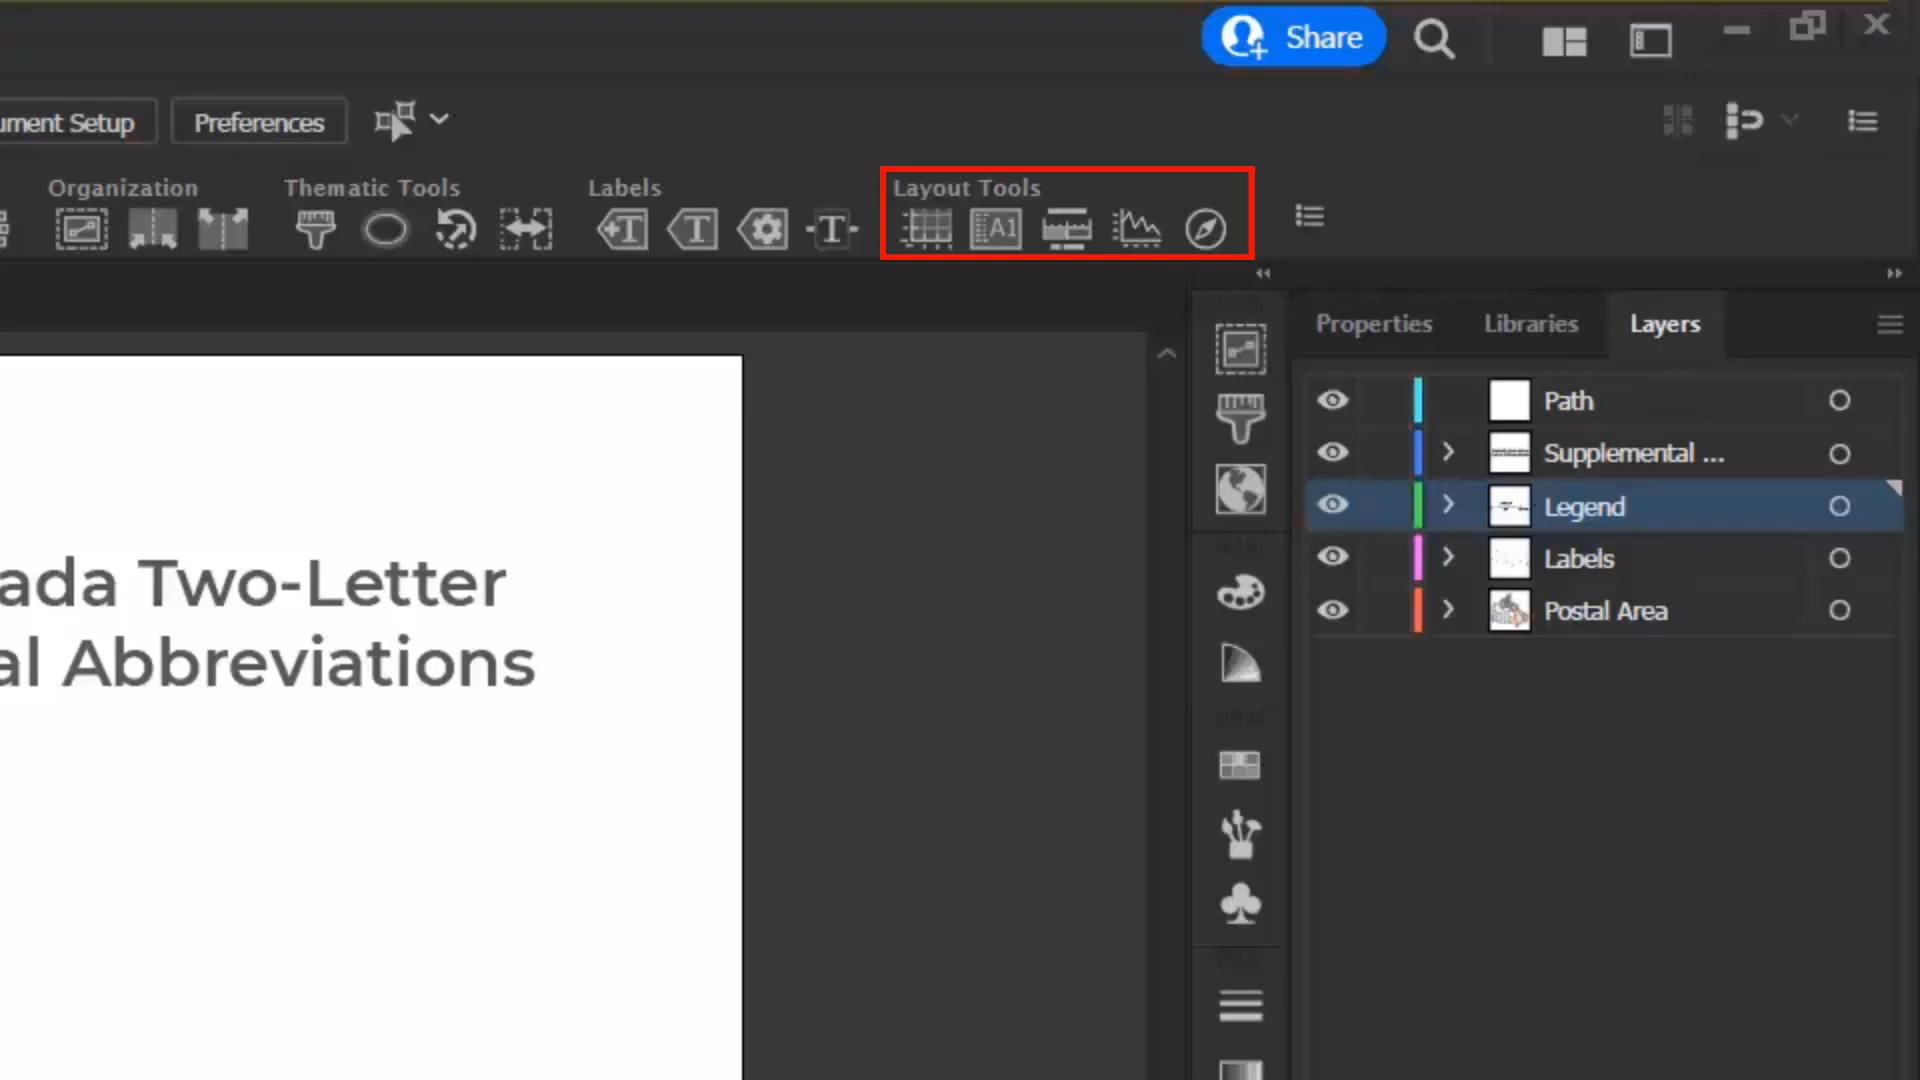 Share
ument Setup
Preferences
Organization
Thematic Tools
Labels
Layout Tools
T
T
T
A1
Properties
Libraries
Layers
Path
Supplemental ...
Legend
Labels
Postal Area
ada Two-Letter
al Abbreviations